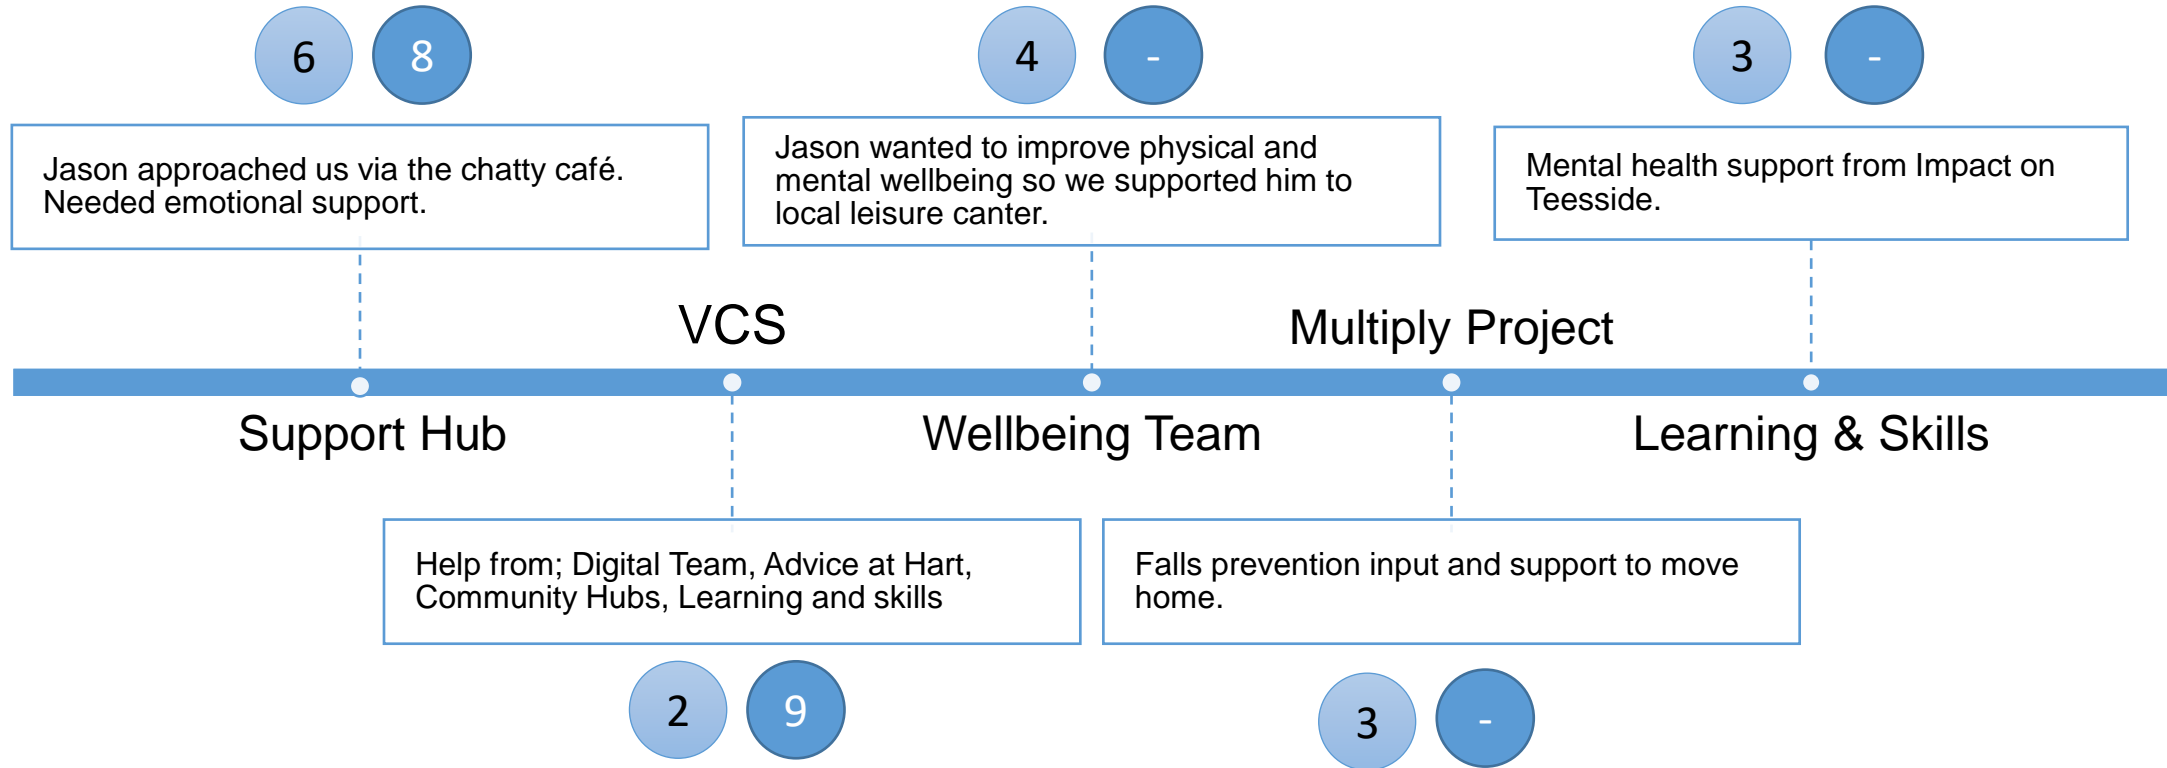 6
8
4
-
3
-
Jason approached us via the chatty café.
Needed emotional support.
Jason wanted to improve physical and
mental wellbeing so we supported him to
local leisure canter.
Mental health support from Impact on
Teesside.
VCS
Multiply Project
Support Hub
Wellbeing Team
Learning & Skills
Help from; Digital Team, Advice at Hart,
Community Hubs, Learning and skills
Falls prevention input and support to move
home.
2
9
3
-